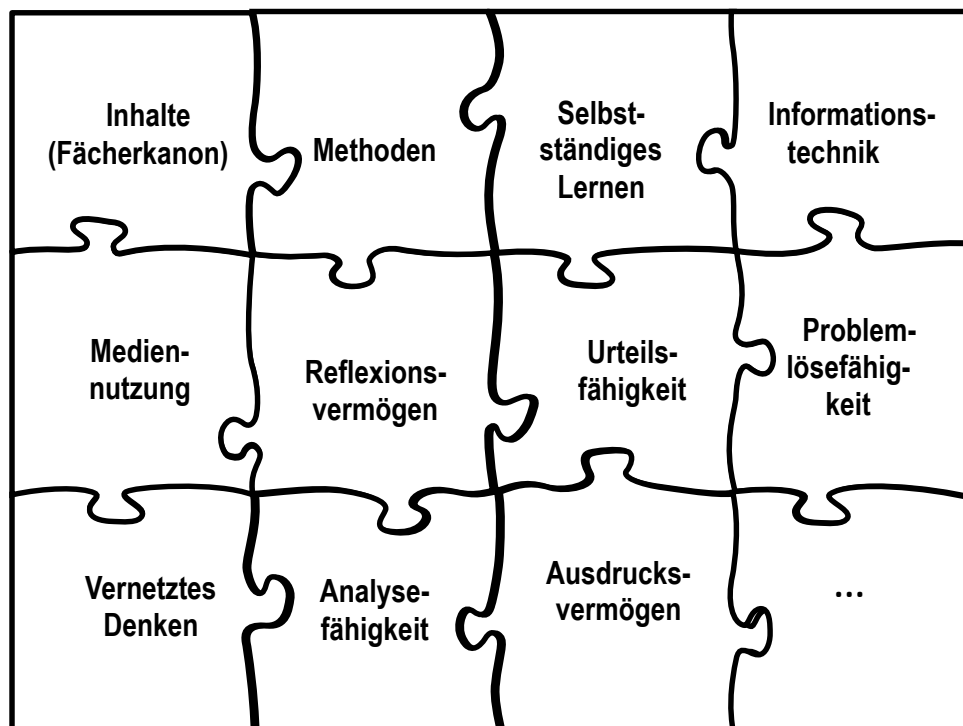 Inhalte
(Fächerkanon)
Methoden
Selbst-
ständiges
Lernen
Informations-
technik
Medien-
nutzung
Reflexions-
vermögen
Urteils-
fähigkeit
Problem-
lösefähig-
keit
Vernetztes
Denken
Analyse-
fähigkeit
Ausdrucks-
vermögen
...